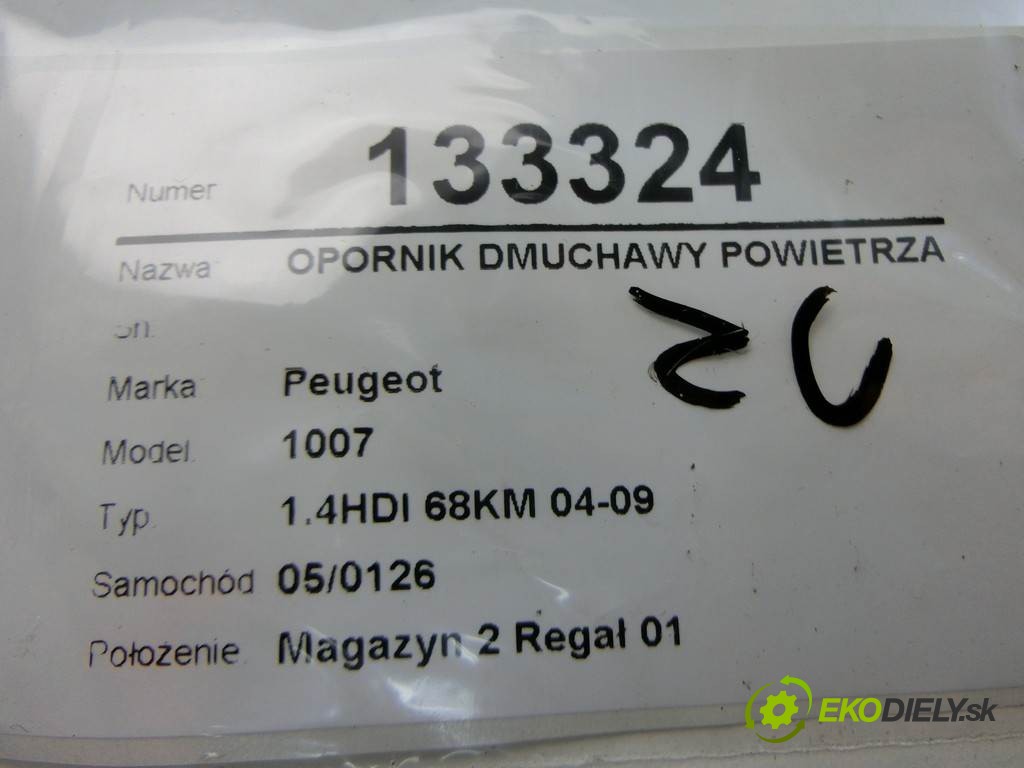 Numer 133324
Nazwa OPORNIK DMUCHAWY POWIETRZA
Marka Peugeot
Model 1007
Typ 1.4HDI 68KM 04-09
Samochód 05/0126
Położenie Magazyn 2 Regał 01
EKODIELY.sk